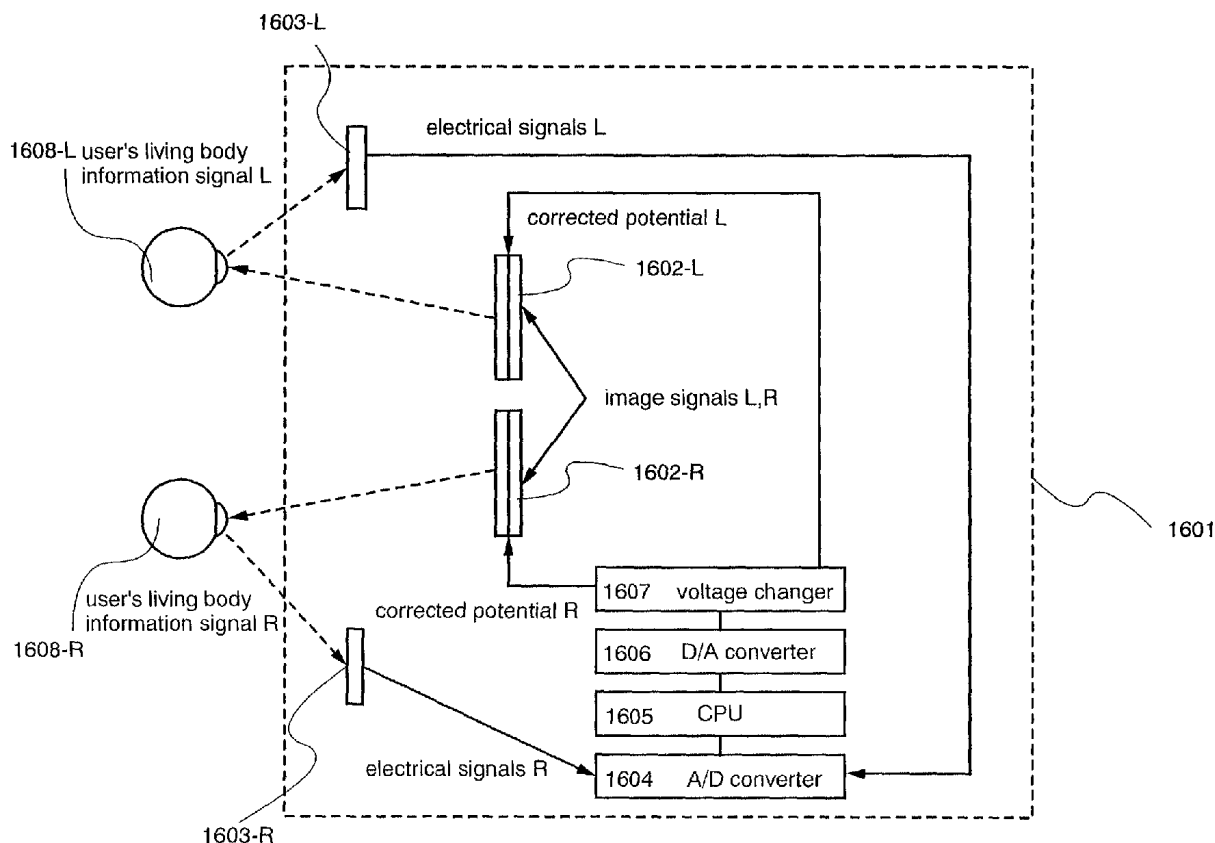 1603-L
electrical signals L
1608-L user's living body
information signal L
corrected potential L
1602-L
image signals L,R
1602-R
1601
1607 voltage changer
user's living body
information signal R
corrected potential R
1608-R
1606 D/A converter
1605 CPU
electrical signals R
1604 A/D converter
1603-R